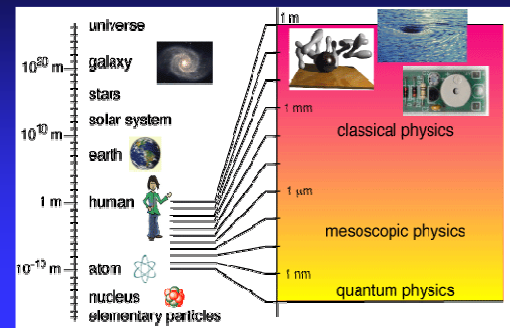 universe
10²⁰ m
galaxy
stars
solar system
10¹⁰ m
earth
1 m
human
10⁻¹⁰ m
atom
nucleus
elementary particles
1 m
1 mm
classical physics
1 μm
mesoscopic physics
1 nm
quantum physics